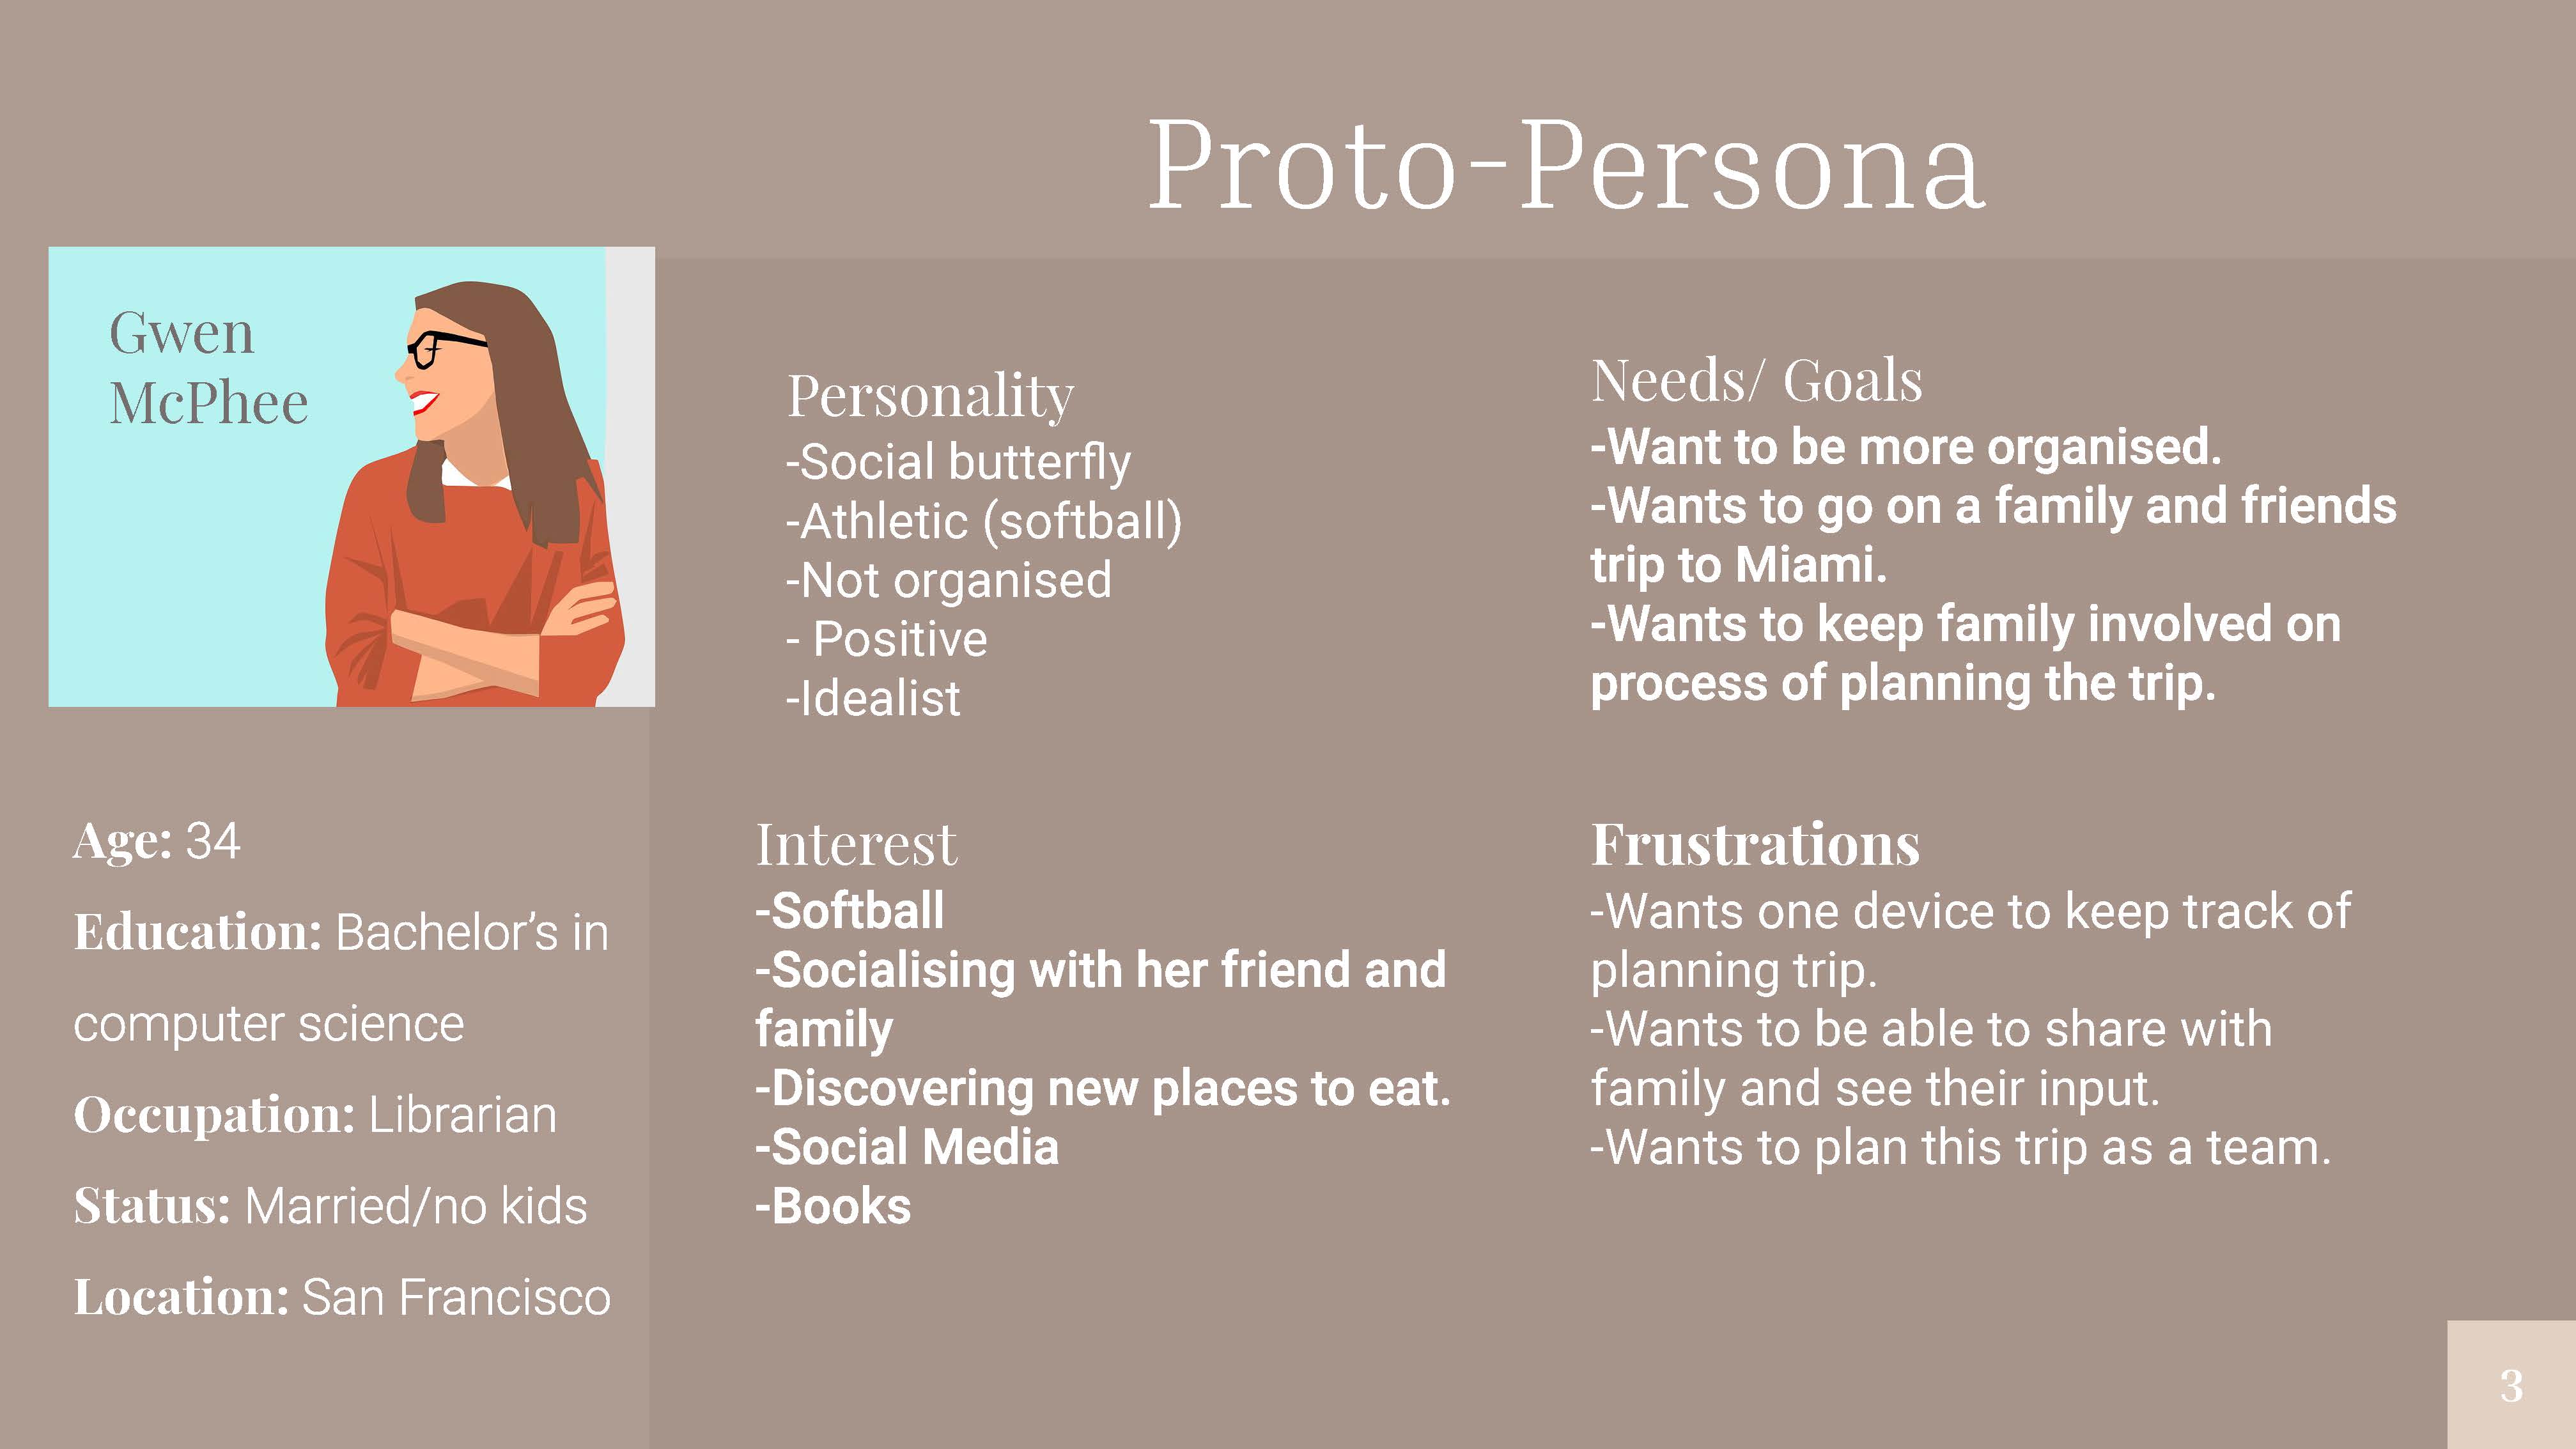 Proto-Persona
Gwen
McPhee
Age: 34
Education: Bachelor’s in
computer science
Occupation: Librarian
Status: Married/no kids
Location: San Francisco
Personality
-Social butterfly
-Athletic (softball)
-Not organised
- Positive
-Idealist
Interest
-Softball
-Socialising with her friend and
family
-Discovering new places to eat.
-Social Media
-Books
Needs/ Goals
-Want to be more organised.
-Wants to go on a family and friends
trip to Miami.
-Wants to keep family involved on
process of planning the trip.
Frustrations
-Wants one device to keep track of
planning trip.
-Wants to be able to share with
family and see their input.
-Wants to plan this trip as a team.
3